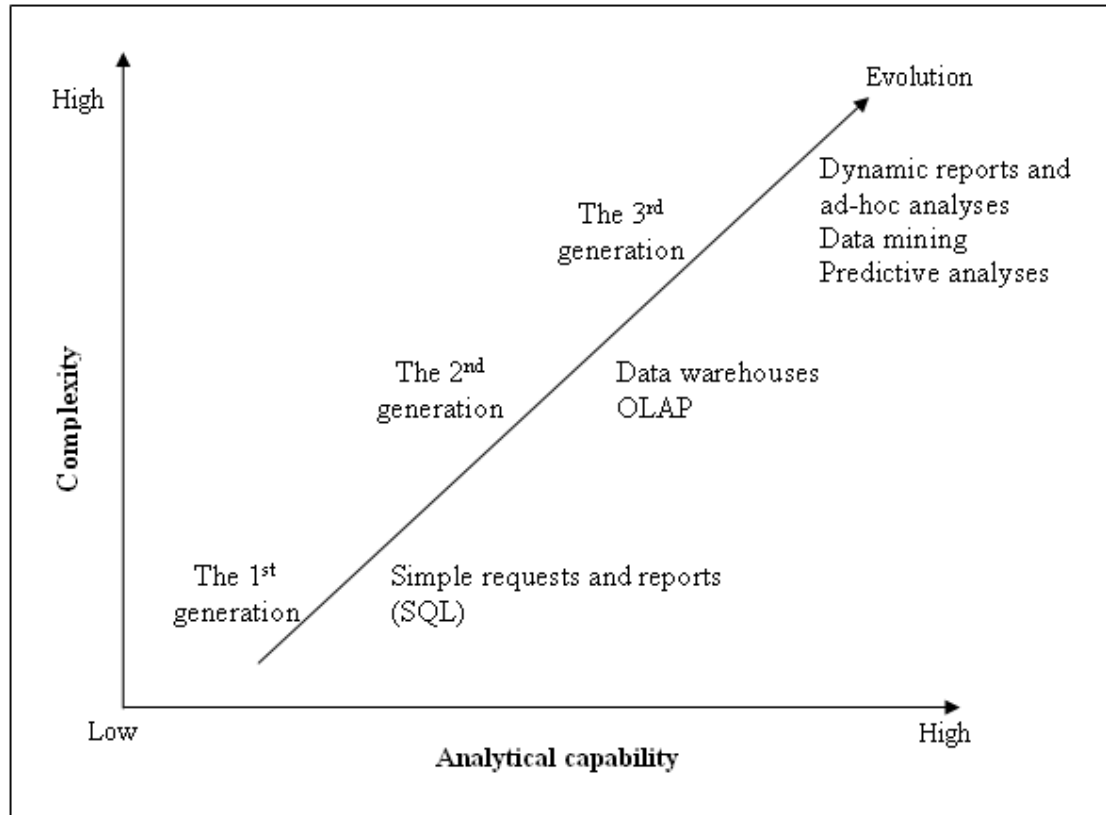 High
Evolution
Dynamic reports and
ad-hoc analyses
Data mining
Predictive analyses
The 3rd
generation
The 2nd
generation
Data warehouses
OLAP
Complexity
The 1st
generation
Simple requests and reports
(SQL)
Low
High
Analytical capability